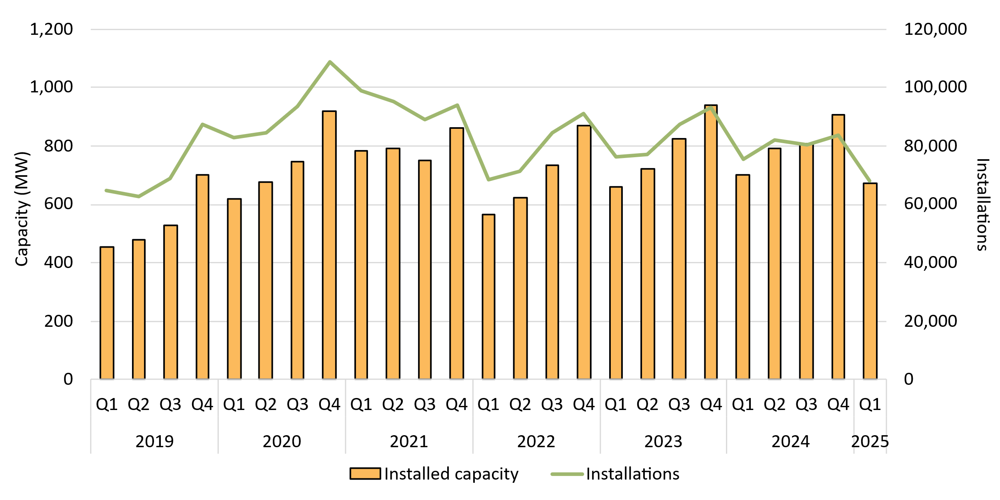 1,200
1,000
800
600
400
200
0
Capacity (MW)
120,000
100,000
80,000
60,000
40,000
20,000
0
Installations
Q1 Q2 Q3 Q4 Q1 Q2 Q3 Q4 Q1 Q2 Q3 Q4 Q1 Q2 Q3 Q4 Q1 Q2 Q3 Q4 Q1 Q2 Q3 Q4 Q1
2019 2020 2021 2022 2023 2024 2025
Installed capacity Installations